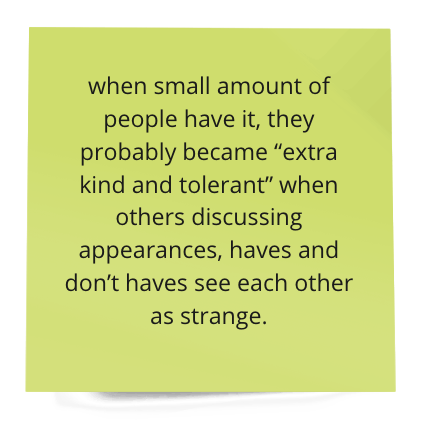 when small amount of
people have it, they
probably became “extra
kind and tolerant” when
others discussing
appearances, haves and
don’t haves see each other
as strange.